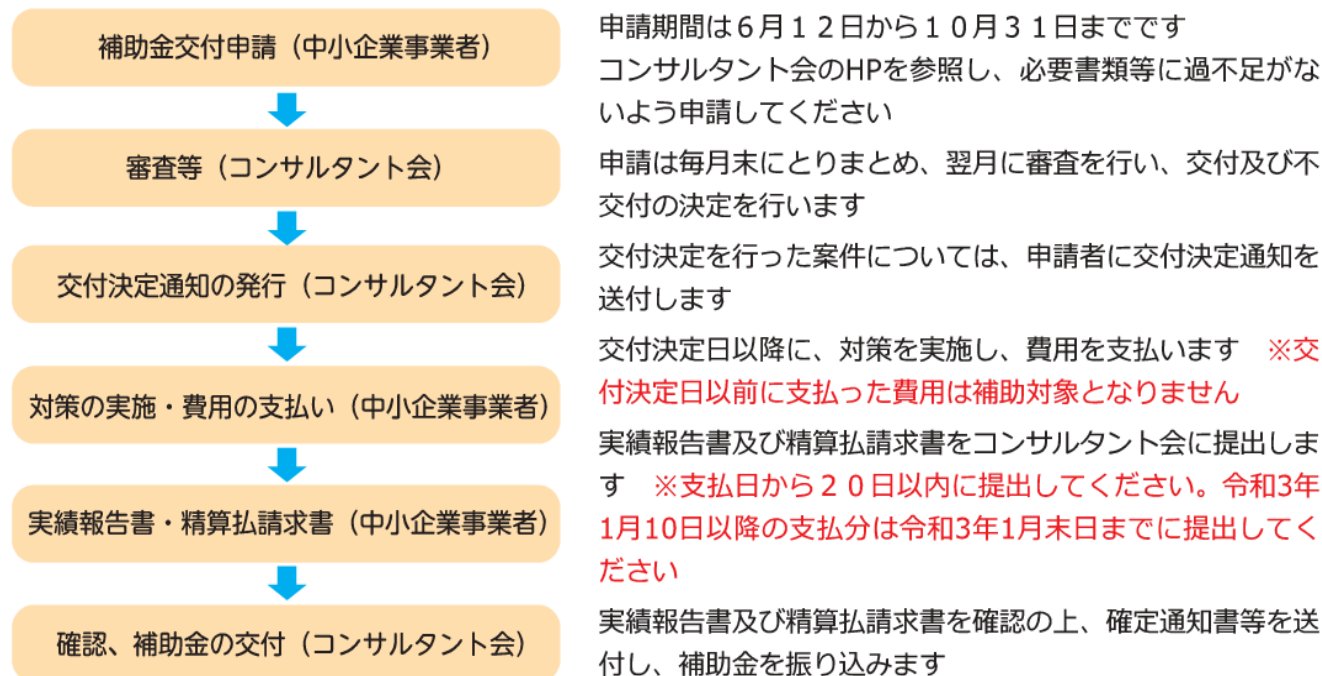 補助金交付申請（中小企業事業者）
申請期間は６月１２日から１０月３１日までです
コンサルタント会のHPを参照し、必要書類等に過不足がな
いよう申請してください
審査等（コンサルタント会）
申請は毎月末にとりまとめ、翌月に審査を行い、交付及び不
交付の決定を行います
交付決定通知の発行（コンサルタント会）
交付決定を行った案件については、申請者に交付決定通知を
送付します
対策の実施・費用の支払い（中小企業事業者）
交付決定日以降に、対策を実施し、費用を支払います　※交
付決定日以前に支払った費用は補助対象となりません
実績報告書・精算払請求書（中小企業事業者）
実績報告書及び精算払請求書をコンサルタント会に提出しま
す　※支払日から２０日以内に提出してください。令和3年
1月10日以降の支払分は令和3年1月末日までに提出してく
ださい
確認、補助金の交付（コンサルタント会）
実績報告書及び精算払請求書を確認の上、確定通知書等を送
付し、補助金を振り込みます